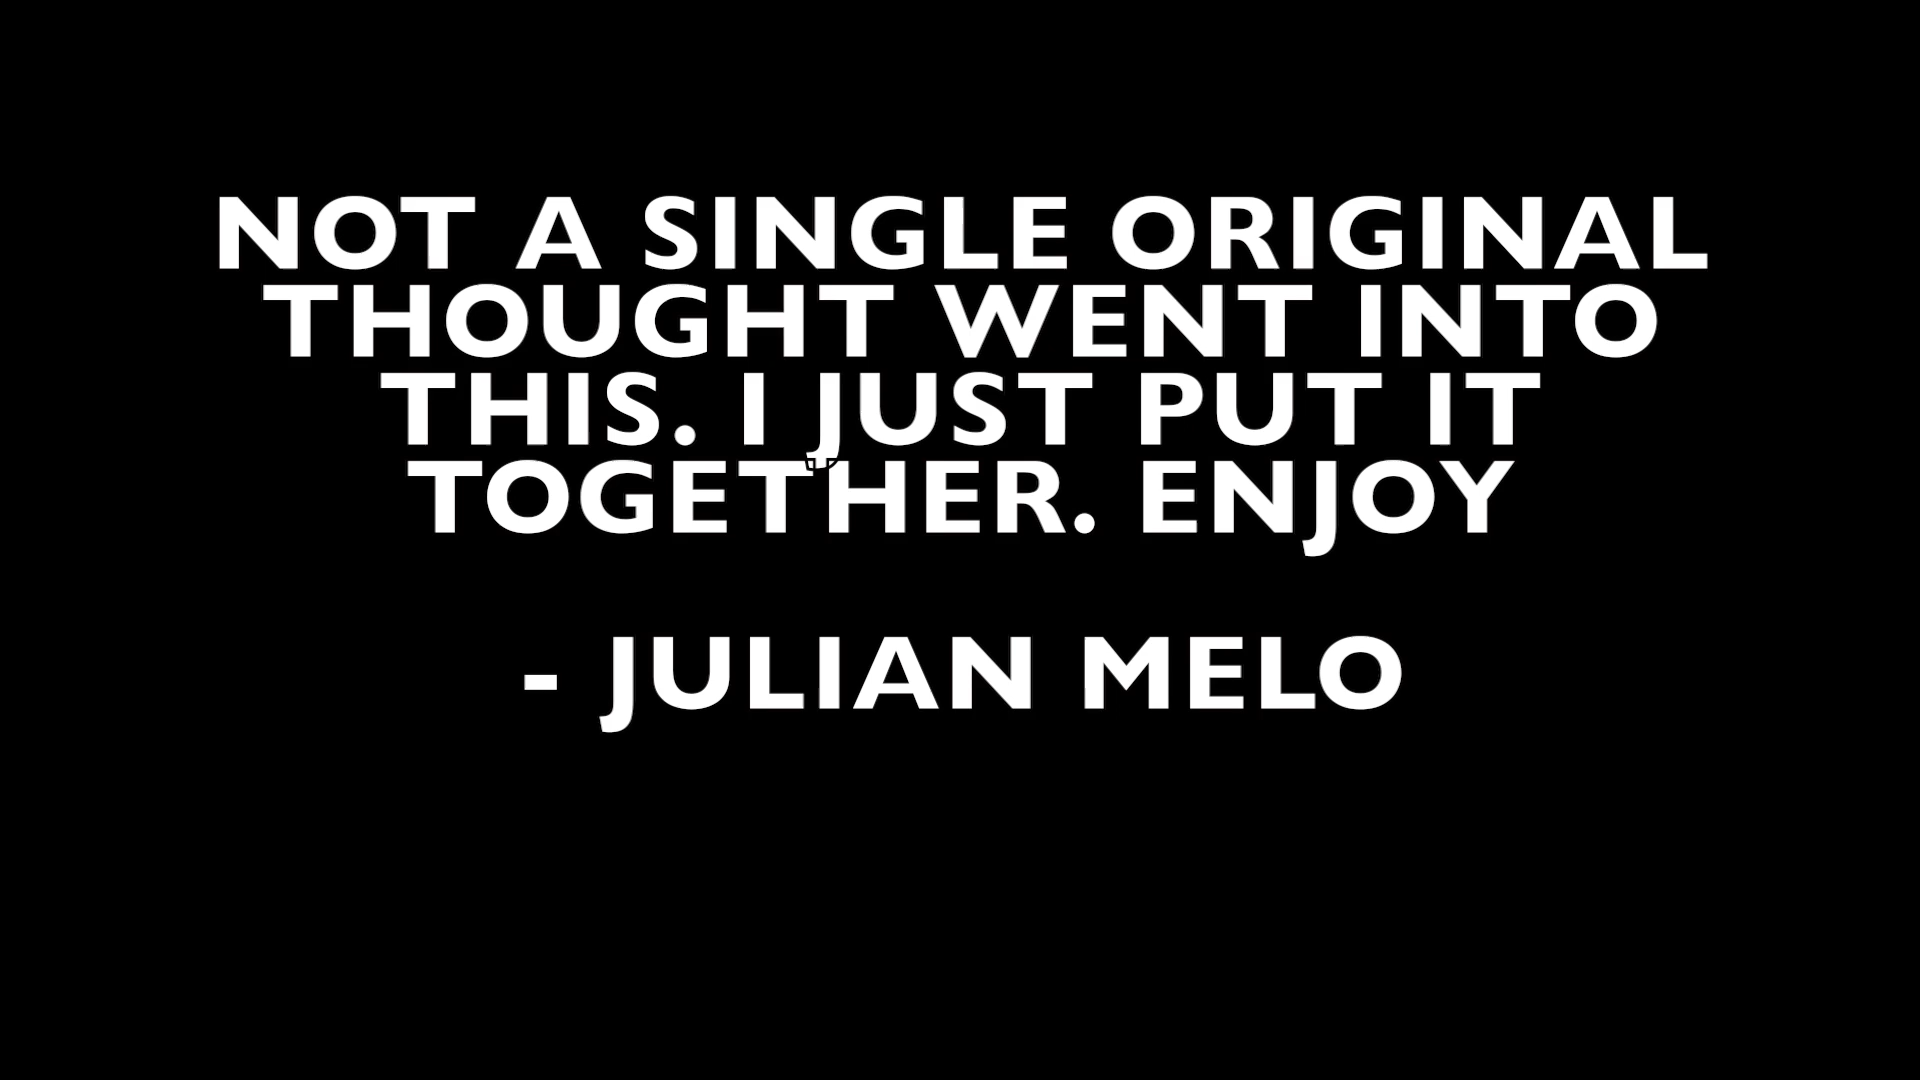 NOT A SINGLE ORIGINAL
THOUGHT WENT INTO
THIS. I JUST PUT IT
TOGETHER. ENJOY
- JULIAN MELO